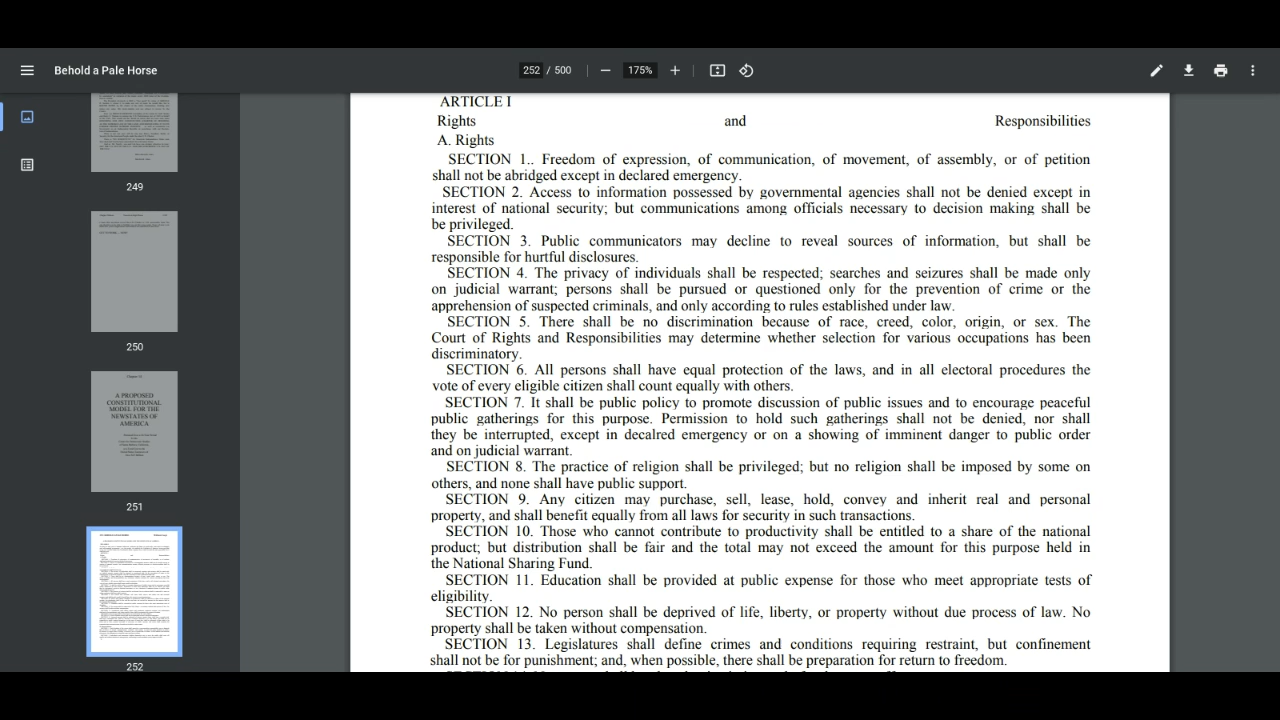 Behold a Pale Horse
252 / 500
175%
ARTICLE I
Rights and Responsibilities
A. Rights
SECTION 1.. Freedom of expression, of communication, of movement, of assembly, or of petition
shall not be abridged except in declared emergency.
SECTION 2. Access to information possessed by governmental agencies shall not be denied except in
interest of national security: but communications among officials necessary to decision making shall be
be privileged.
SECTION 3. Public communicators may decline to reveal sources of information, but shall be
responsible for hurtful disclosures.
SECTION 4. The privacy of individuals shall be respected; searches and seizures shall be made only
on judicial warrant; persons shall be pursued or questioned only for the prevention of crime or the
apprehension of suspected criminals, and only according to rules established under law.
SECTION 5. There shall be no discrimination because of race, creed, color, origin, or sex. The
Court of Rights and Responsibilities may determine whether selection for various occupations has been
discriminatory.
SECTION 6. All persons shall have equal protection of the laws, and in all electoral procedures the
vote of every eligible citizen shall count equally with others.
SECTION 7. It shall be public policy to promote discussion of public issues and to encourage peaceful
public gatherings for this purpose. Permission to hold such gatherings shall not be denied, nor shall
they be interrupted, except in declared emergency or on a showing of imminent danger to public order
and on judicial warrant.
SECTION 8. The practice of religion shall be privileged; but no religion shall be imposed by some on
others, and none shall have public support.
SECTION 9. Any citizen may purchase, sell, lease, hold, convey and inherit real and personal
property, and shall benefit equally from all laws for security in such transactions.
SECTION 10. Those who cannot contribute to productivity shall be entitled to a share of the national
product; but distribution shall be fair and the total may not exceed the amount for this purpose held in
the National Sharing Fund.
SECTION 11. Education shall be provided at public expense for those who meet appropriate tests of
eligibility.
SECTION 12. No person shall be deprived of life, liberty, or property without due process of law. No
property shall be taken without compensation.
SECTION 13. Legislatures shall define crimes and conditions requiring restraint, but confinement
shall not be for punishment; and, when possible, there shall be preparation for return to freedom.
249
250
A PROPOSED
CONSTITUTIONAL
MODEL FOR THE
NEWSTATES OF
AMERICA
251
252